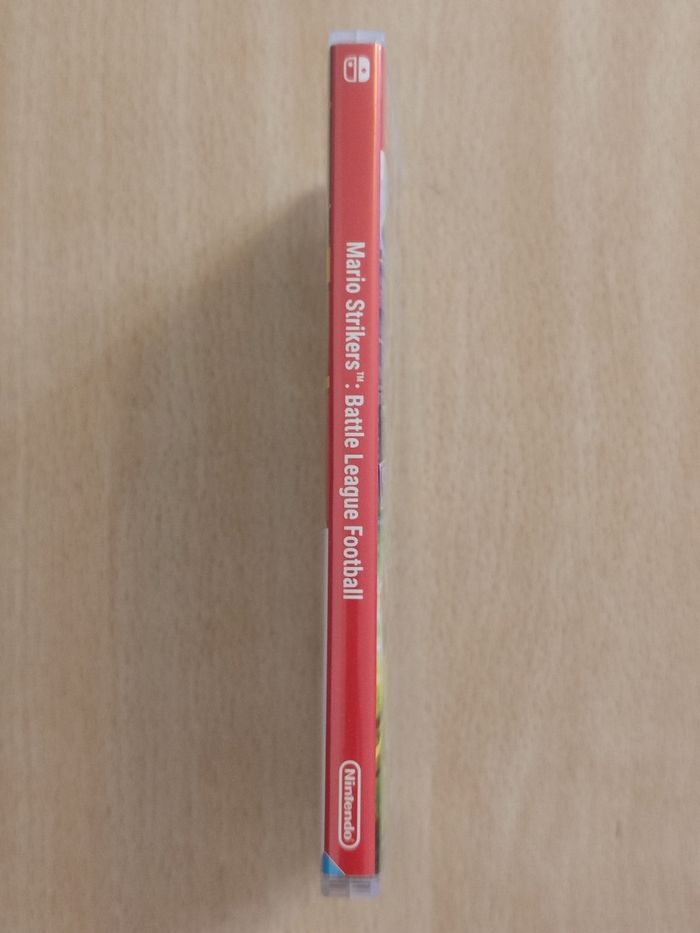 Mario Strikers™: Battle League Football
Nintendo